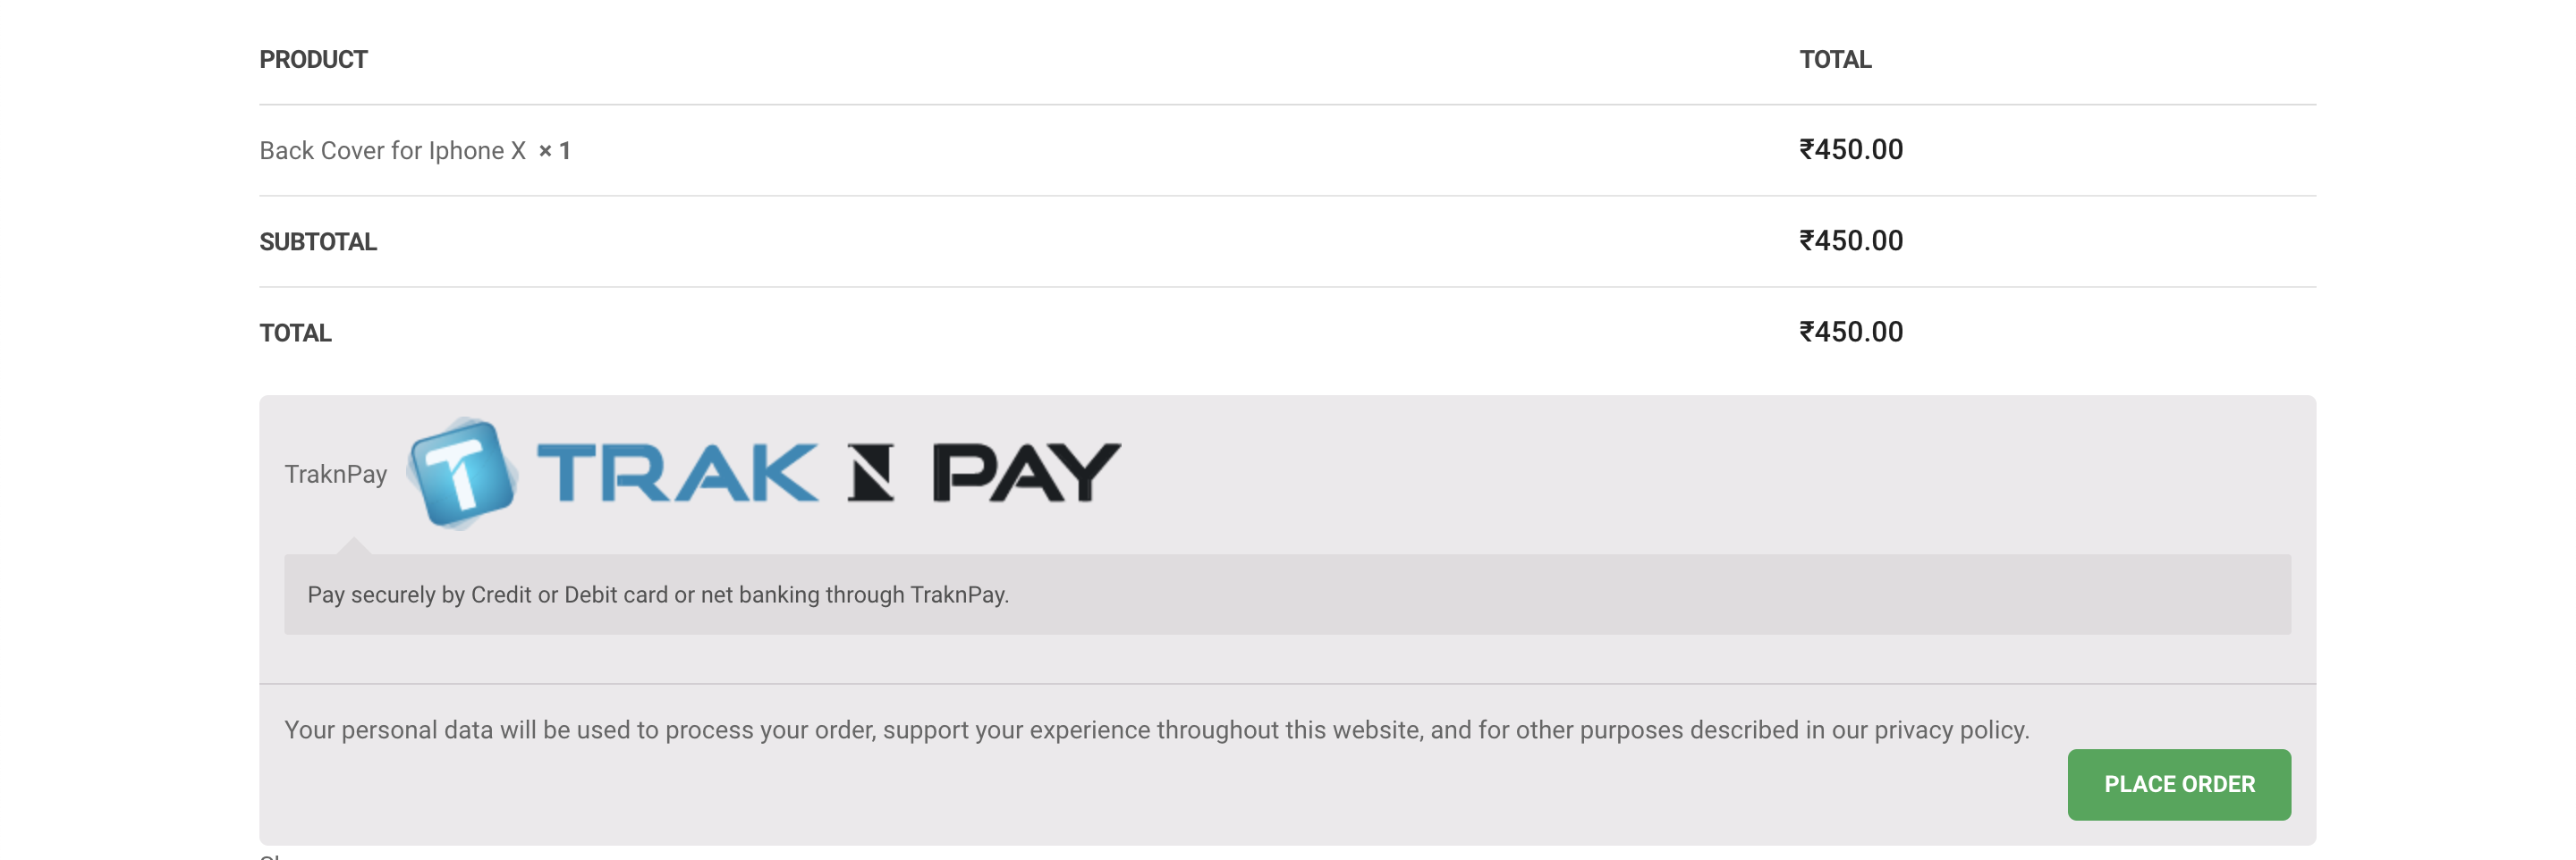 PRODUCT TOTAL
Back Cover for Iphone X × 1 ₹450.00
SUBTOTAL ₹450.00
TOTAL ₹450.00
TraknPay TRAK N PAY
Pay securely by Credit or Debit card or net banking through TraknPay.
Your personal data will be used to process your order, support your experience throughout this website, and for other purposes described in our privacy policy.
PLACE ORDER